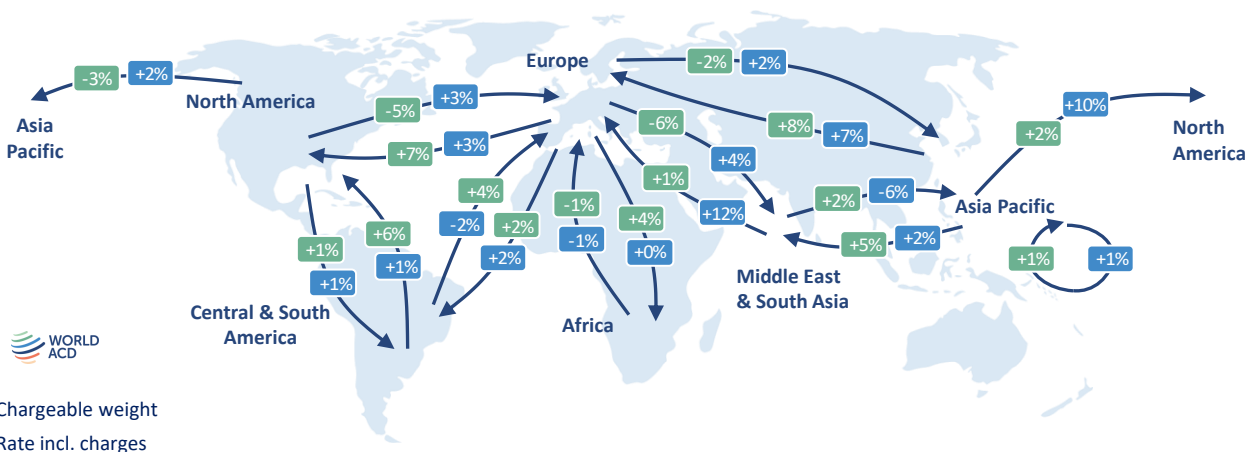 Europe
-2% +2%
-3% +2%
North America
Asia
Pacific
-5% +3%
+7% +3%
-6%
+4%
+8% +7%
+2%
+10%
North
America
+1%
+12%
+2% -6%
Asia Pacific
+5% +2%
+1% +1%
Middle East
& South Asia
+4%
-2%
+2%
+2%
-1%
-1%
+4%
+0%
Africa
+1%
+1%
+6%
+1%
Central & South
America
WORLD
ACD
Chargeable weight
Rate incl. charges